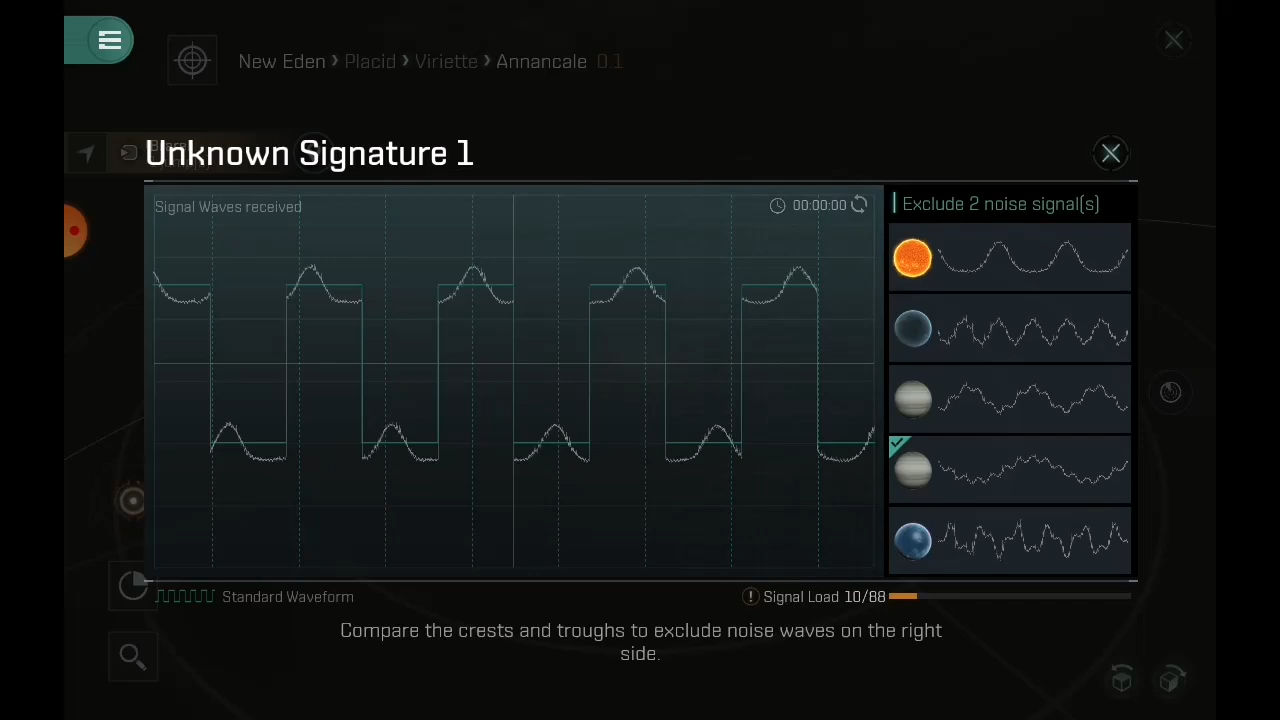 New Eden › Placid › Viriette › Annancale 0.1
Unknown Signature 1
Signal Waves received
00:00:00
Exclude 2 noise signal(s)
Standard Waveform
Signal Load 10/88
Compare the crests and troughs to exclude noise waves on the right
side.